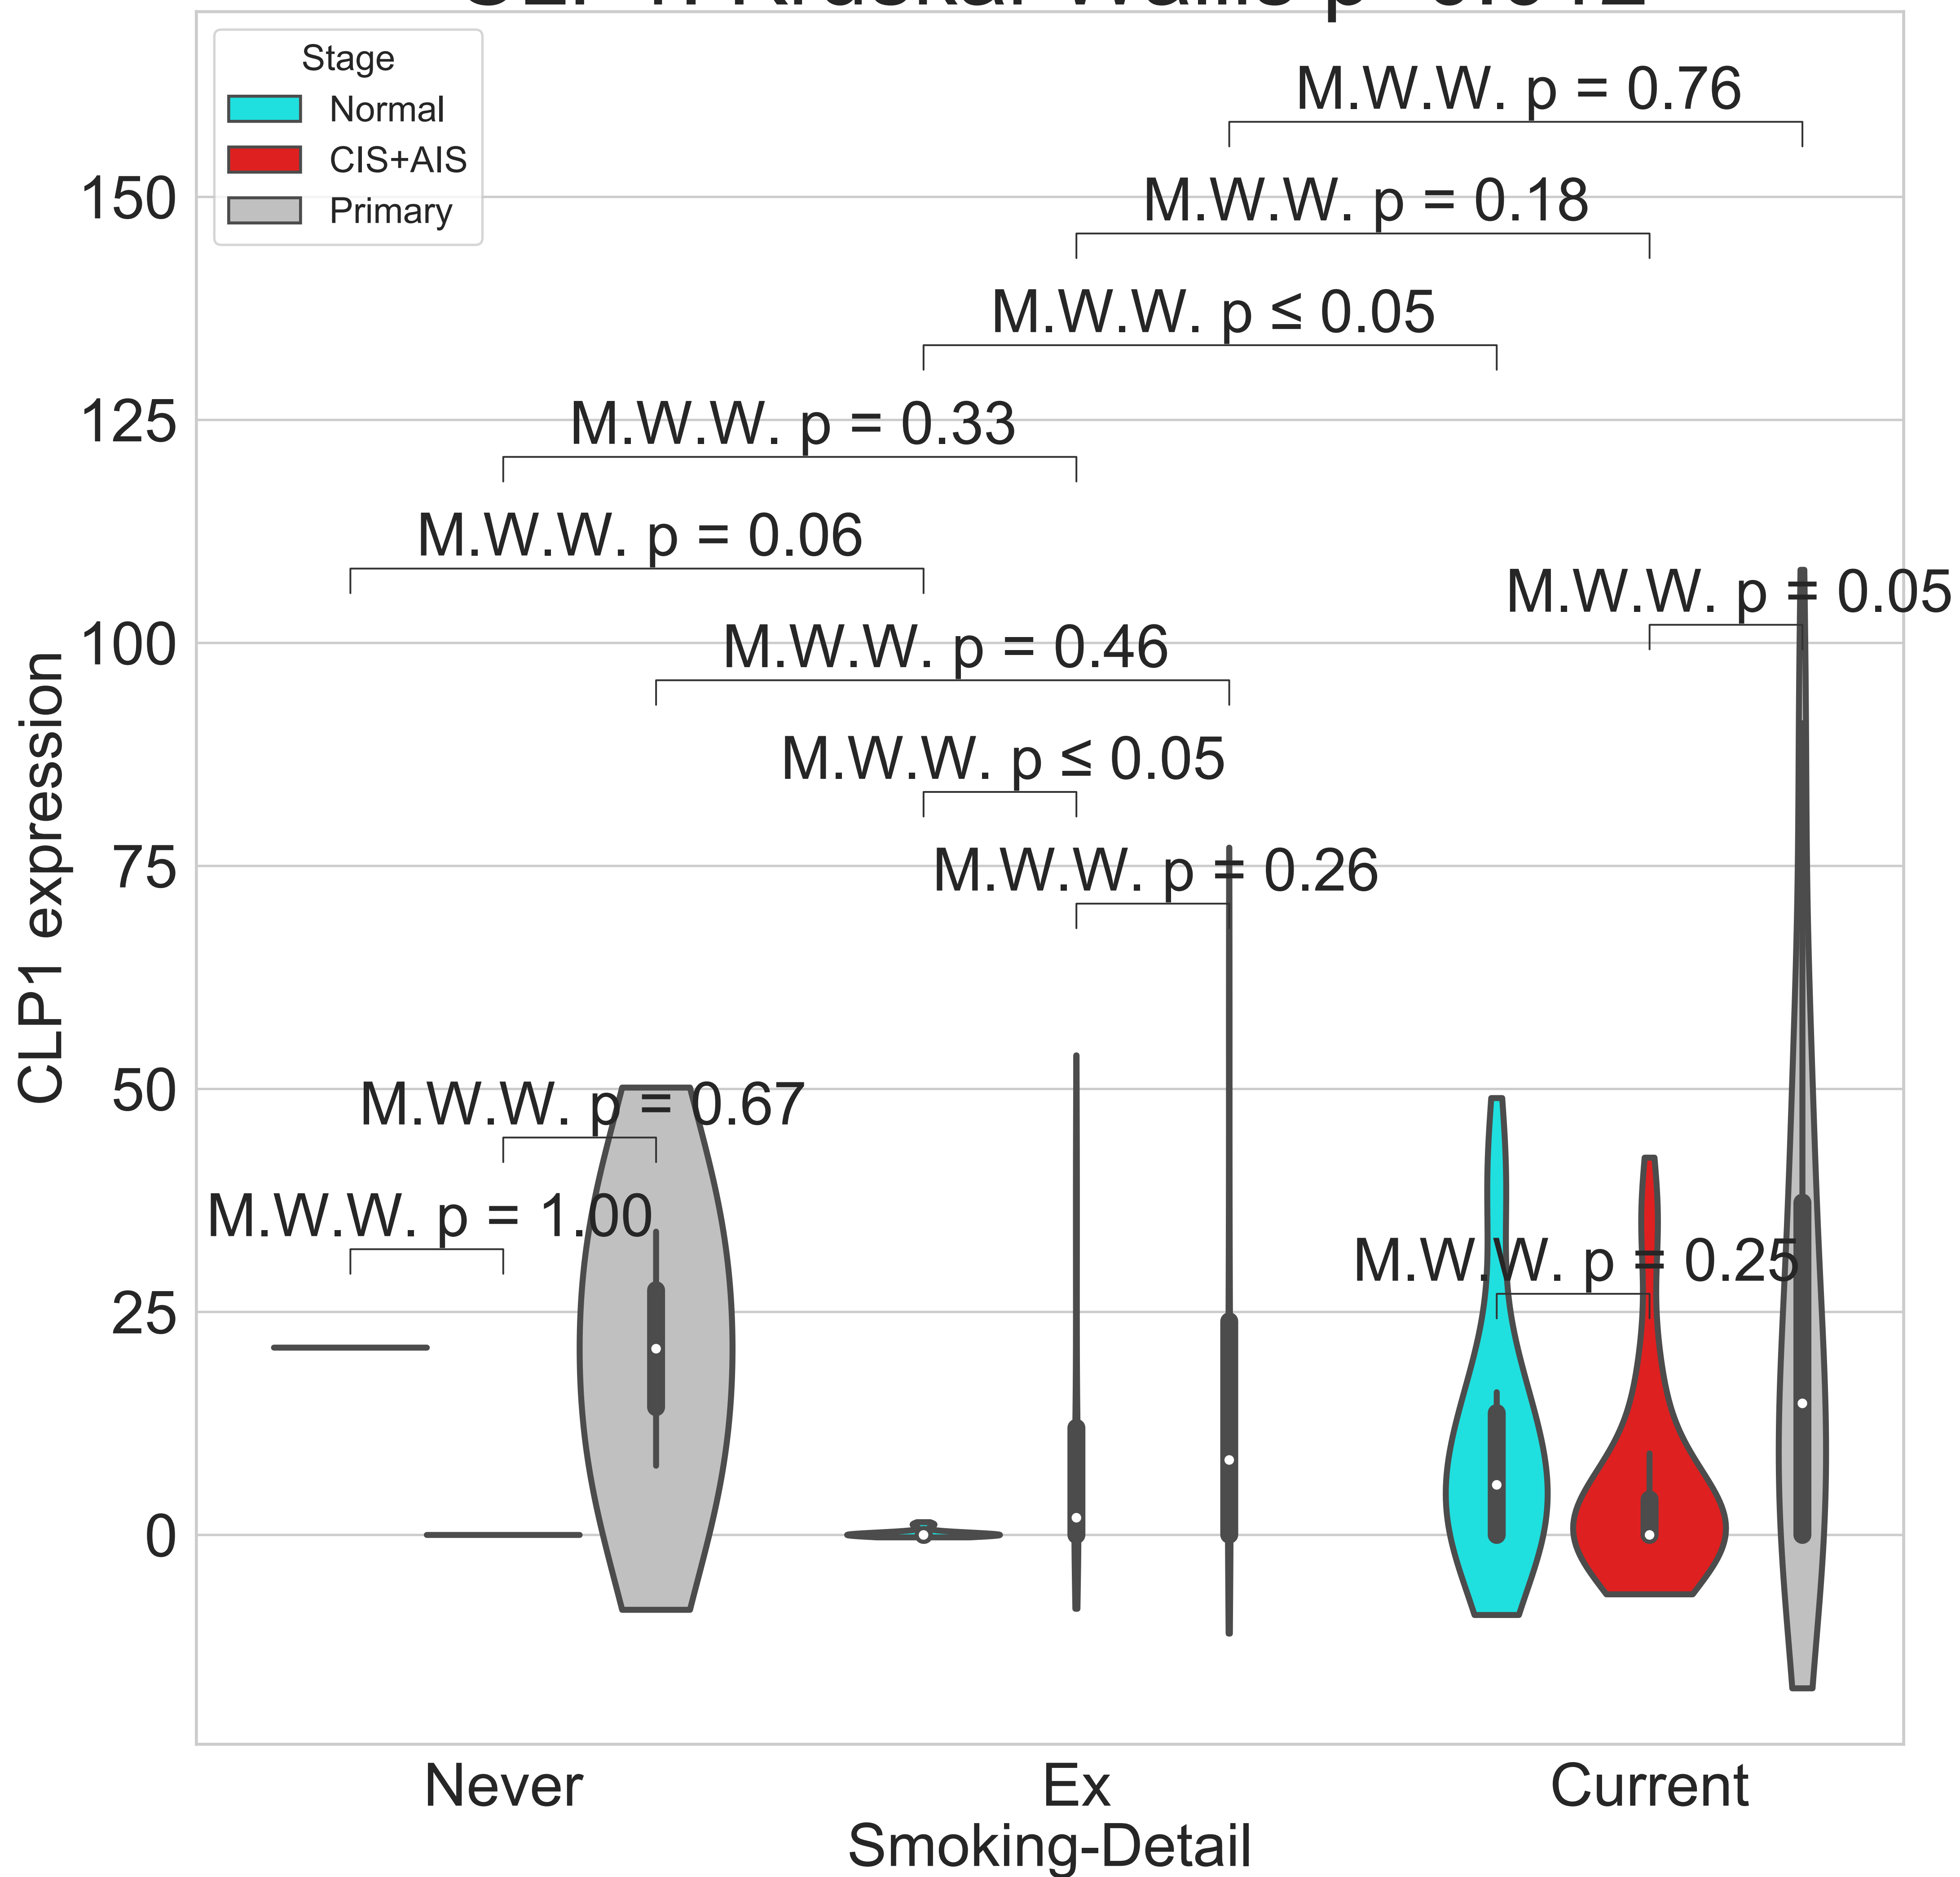 Stage
Normal
CIS+AIS
Primary
M.W.W. p = 0.76
M.W.W. p = 0.18
M.W.W. p ≤ 0.05
M.W.W. p = 0.33
M.W.W. p = 0.06
M.W.W. p = 0.05
M.W.W. p = 0.46
M.W.W. p ≤ 0.05
M.W.W. p = 0.26
M.W.W. p = 0.67
M.W.W. p = 1.00
M.W.W. p = 0.25
150
125
100
75
50
25
0
CLP1 expression
Never
Ex
Current
Smoking-Detail